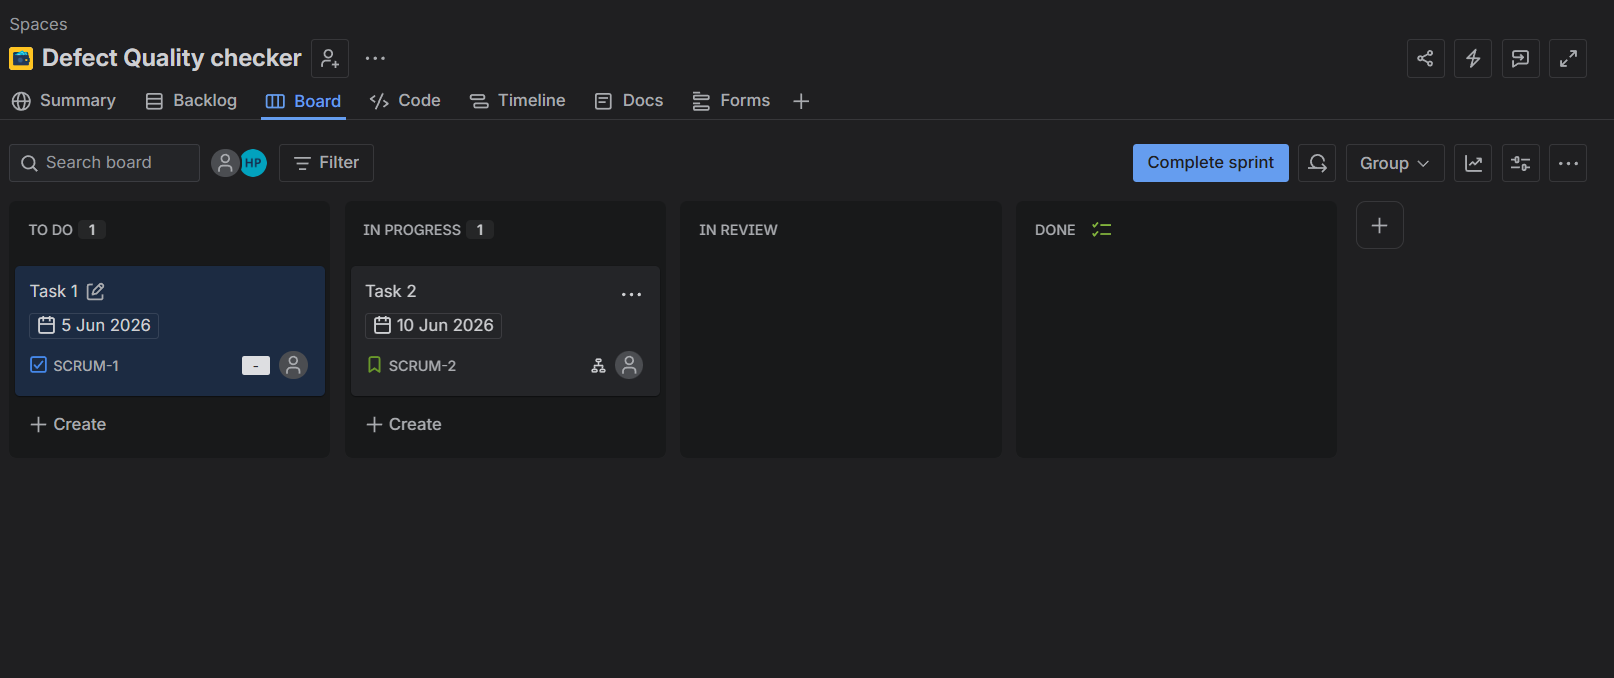 Spaces
Defect Quality checker
Summary Backlog Board Code Timeline Docs Forms
Search board HP Filter Complete sprint Group
TO DO 1 IN PROGRESS 1 IN REVIEW DONE
Task 1 Task 2
5 Jun 2026 10 Jun 2026
SCRUM-1 - SCRUM-2
Create Create